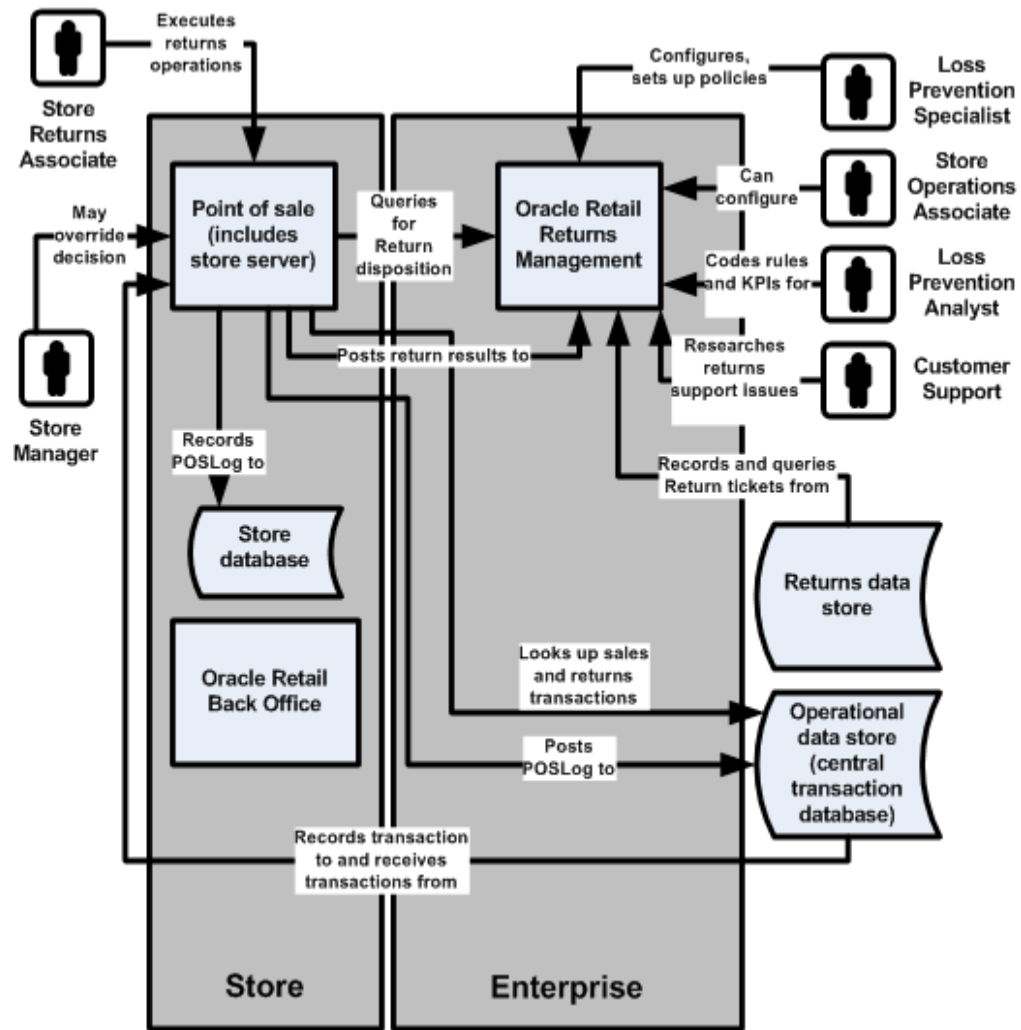 Executes
returns
operations
Store
Returns
Associate
Configures,
sets up policies
Loss
Prevention
Specialist
May
override
decision
Point of sale
(includes
store server)
Queries
for
Return
disposition
Oracle Retail
Returns
Management
Can
configure
Store
Operations
Associate
Codes rules
and KPIs for
Loss
Prevention
Analyst
Posts return results to
Researches
returns
support issues
Customer
Support
Store
Manager
Records
POSLog to
Records and queries
Return tickets from
Store
database
Returns data
store
Oracle Retail
Back Office
Looks up sales
and returns
transactions
Operational
data store
(central
transaction
database)
Posts
POSLog to
Records transaction
to and receives
transactions from
Store
Enterprise